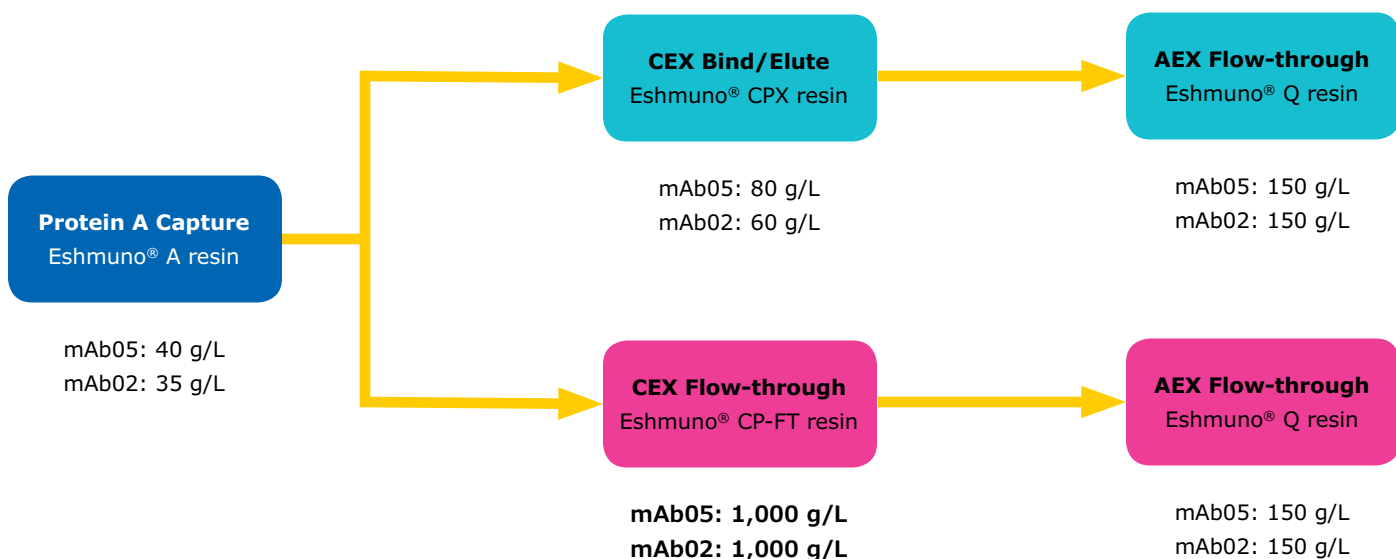 Protein A Capture
Eshmuno® A resin
mAb05: 40 g/L
mAb02: 35 g/L
CEX Bind/Elute
Eshmuno® CPX resin
mAb05: 80 g/L
mAb02: 60 g/L
AEX Flow-through
Eshmuno® Q resin
mAb05: 150 g/L
mAb02: 150 g/L
CEX Flow-through
Eshmuno® CP-FT resin
mAb05: 1,000 g/L
mAb02: 1,000 g/L
AEX Flow-through
Eshmuno® Q resin
mAb05: 150 g/L
mAb02: 150 g/L